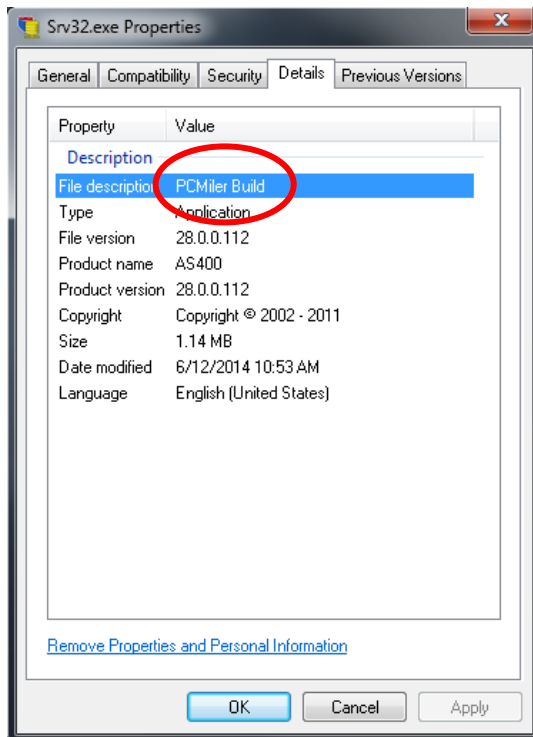 Srv32.exe Properties
General Compatibility Security Details Previous Versions
Property Value
Description
File description PCMiler Build
Type Application
File version 28.0.0.112
Product name AS400
Product version 28.0.0.112
Copyright Copyright © 2002 - 2011
Size 1.14 MB
Date modified 6/12/2014 10:53 AM
Language English (United States)
Remove Properties and Personal Information
OK Cancel Apply